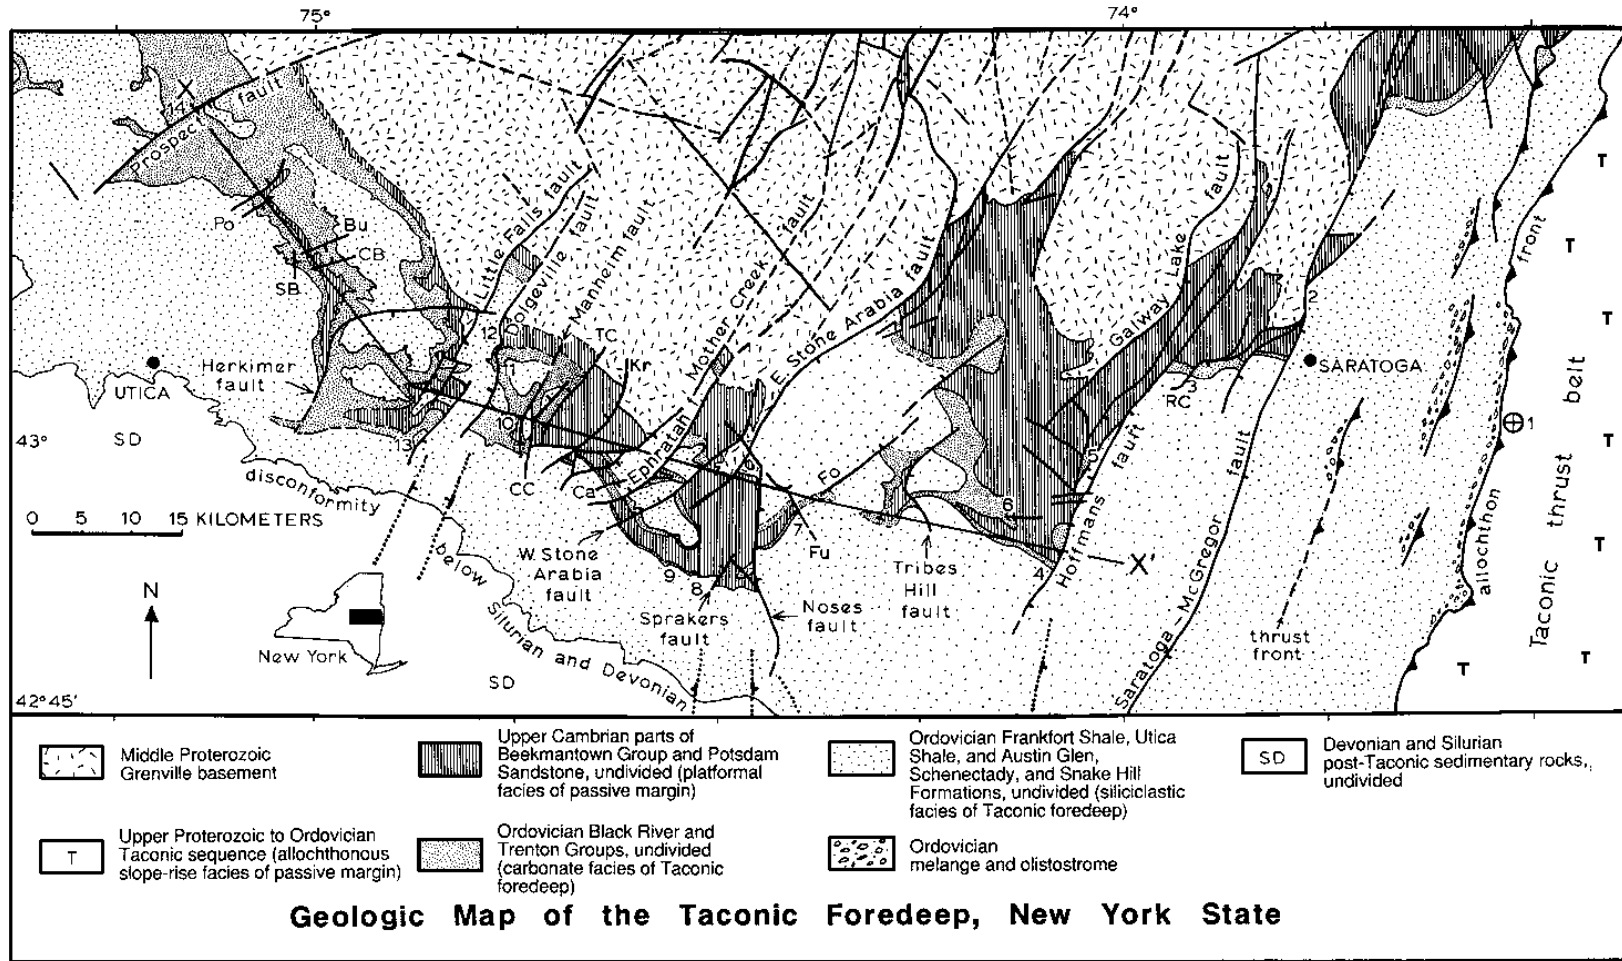 75°
74°
X
14
Prospect fault
Po
Bu
CB
SB
Little Falls fault
Dolgeville fault
Manheim fault
TC
Kr
Mother Creek fault
Ephratah
E. Stone Arabia fault
Galway Lake fault
2
SARATOGA
3
RC
front
T
T
T
T
T
T
T
Taconic thrust belt
allochthon
1
12
11
10
13
Herkimer fault
UTICA
43°
SD
disconformity below Silurian and Devonian
0 5 10 15 KILOMETERS
CC
Ca
W. Stone
Arabia
fault
9
8
7
Fo
Fu
6
5
4
X'
Hoffmans fault
Tribes
Hill
fault
Noses
fault
Sprakers
fault
Saratoga-McGregor fault
thrust
front
N
New York
SD
42°45'
Middle Proterozoic
Grenville basement
T
Upper Proterozoic to Ordovician
Taconic sequence (allochthonous
slope-rise facies of passive margin)
Upper Cambrian parts of
Beekmantown Group and Potsdam
Sandstone, undivided (platformal
facies of passive margin)
Ordovician Black River and
Trenton Groups, undivided
(carbonate facies of Taconic
foredeep)
Ordovician Frankfort Shale, Utica
Shale, and Austin Glen,
Schenectady, and Snake Hill
Formations, undivided (siliciclastic
facies of Taconic foredeep)
Ordovician
melange and olistostrome
SD
Devonian and Silurian
post-Taconic sedimentary rocks,
undivided
Geologic Map of the Taconic Foredeep, New York State